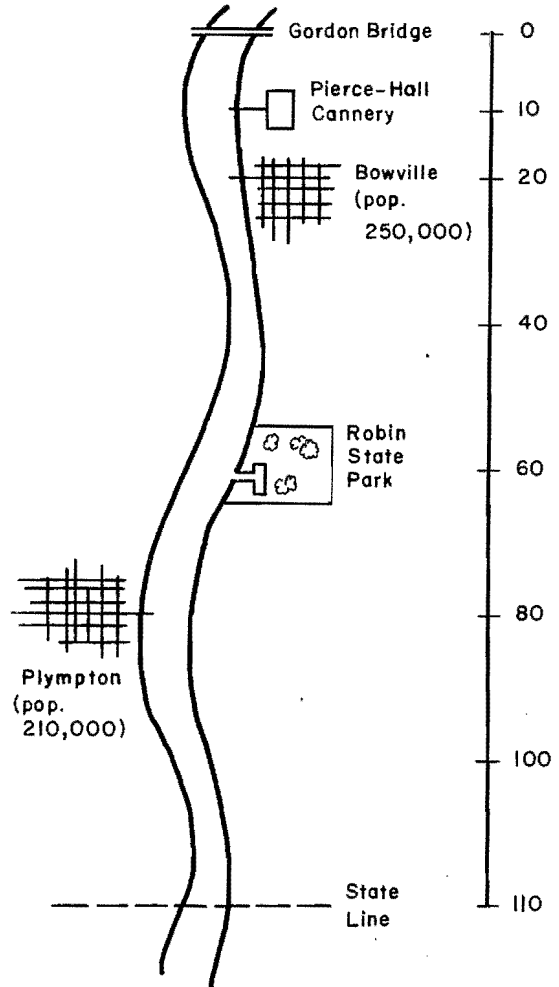 Gordon Bridge
0
Pierce-Hall
Cannery
10
Bowville
(pop.
250,000)
20
40
Robin
State
Park
60
80
Plympton
(pop.
210,000)
100
State
Line
110